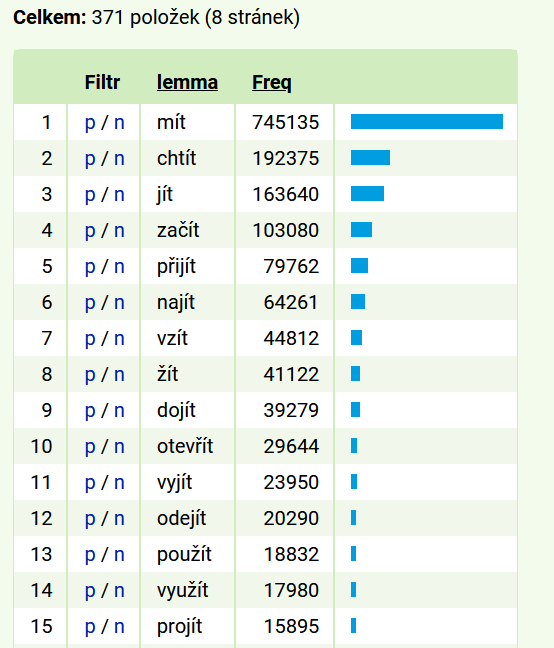 Celkem: 371 položek (8 stránek)
Filtr lemma Freq
1 p / n mít 745135
2 p / n chtít 192375
3 p / n jít 163640
4 p / n začít 103080
5 p / n přijít 79762
6 p / n najít 64261
7 p / n vzít 44812
8 p / n žít 41122
9 p / n dojít 39279
10 p / n otevřít 29644
11 p / n vyjít 23950
12 p / n odejít 20290
13 p / n použít 18832
14 p / n využít 17980
15 p / n projít 15895